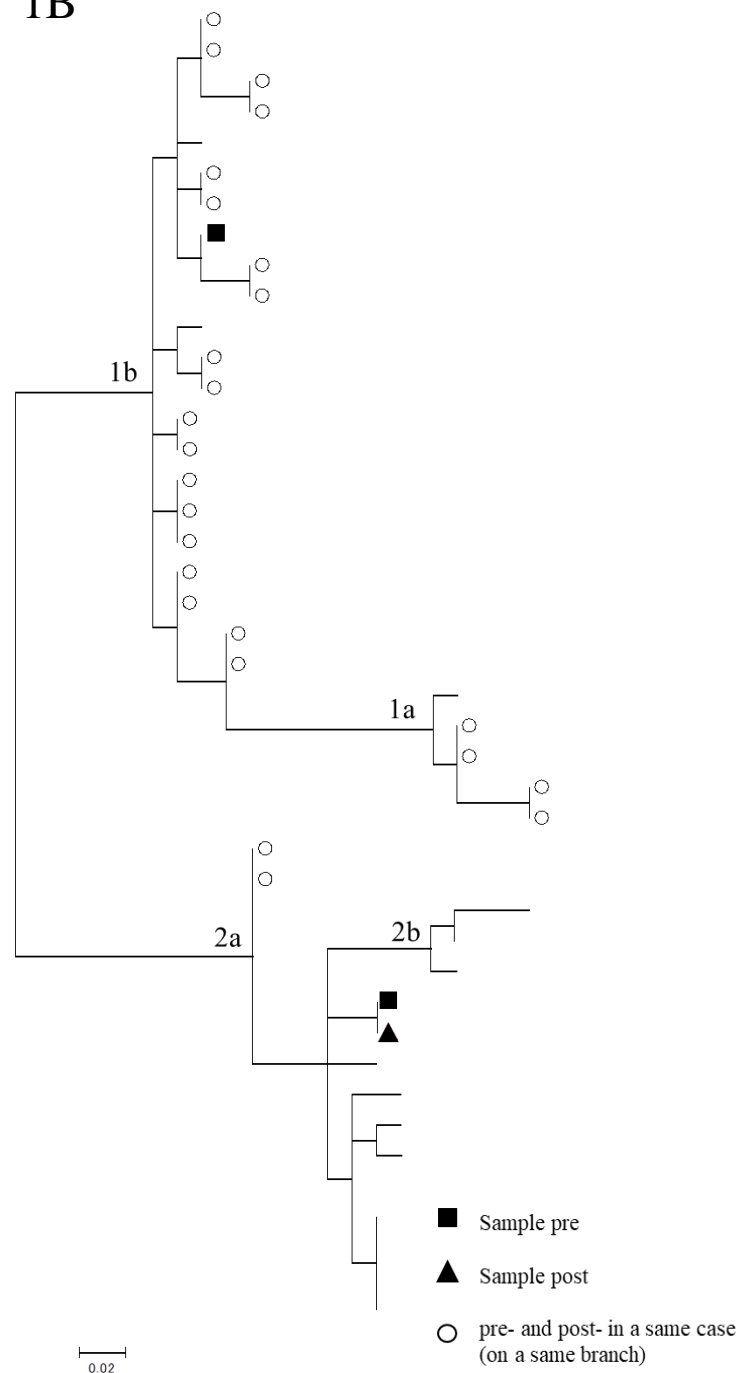 1B
1b
1a
2a
2b
Sample pre
Sample post
pre- and post- in a same case
(on a same branch)
0.02